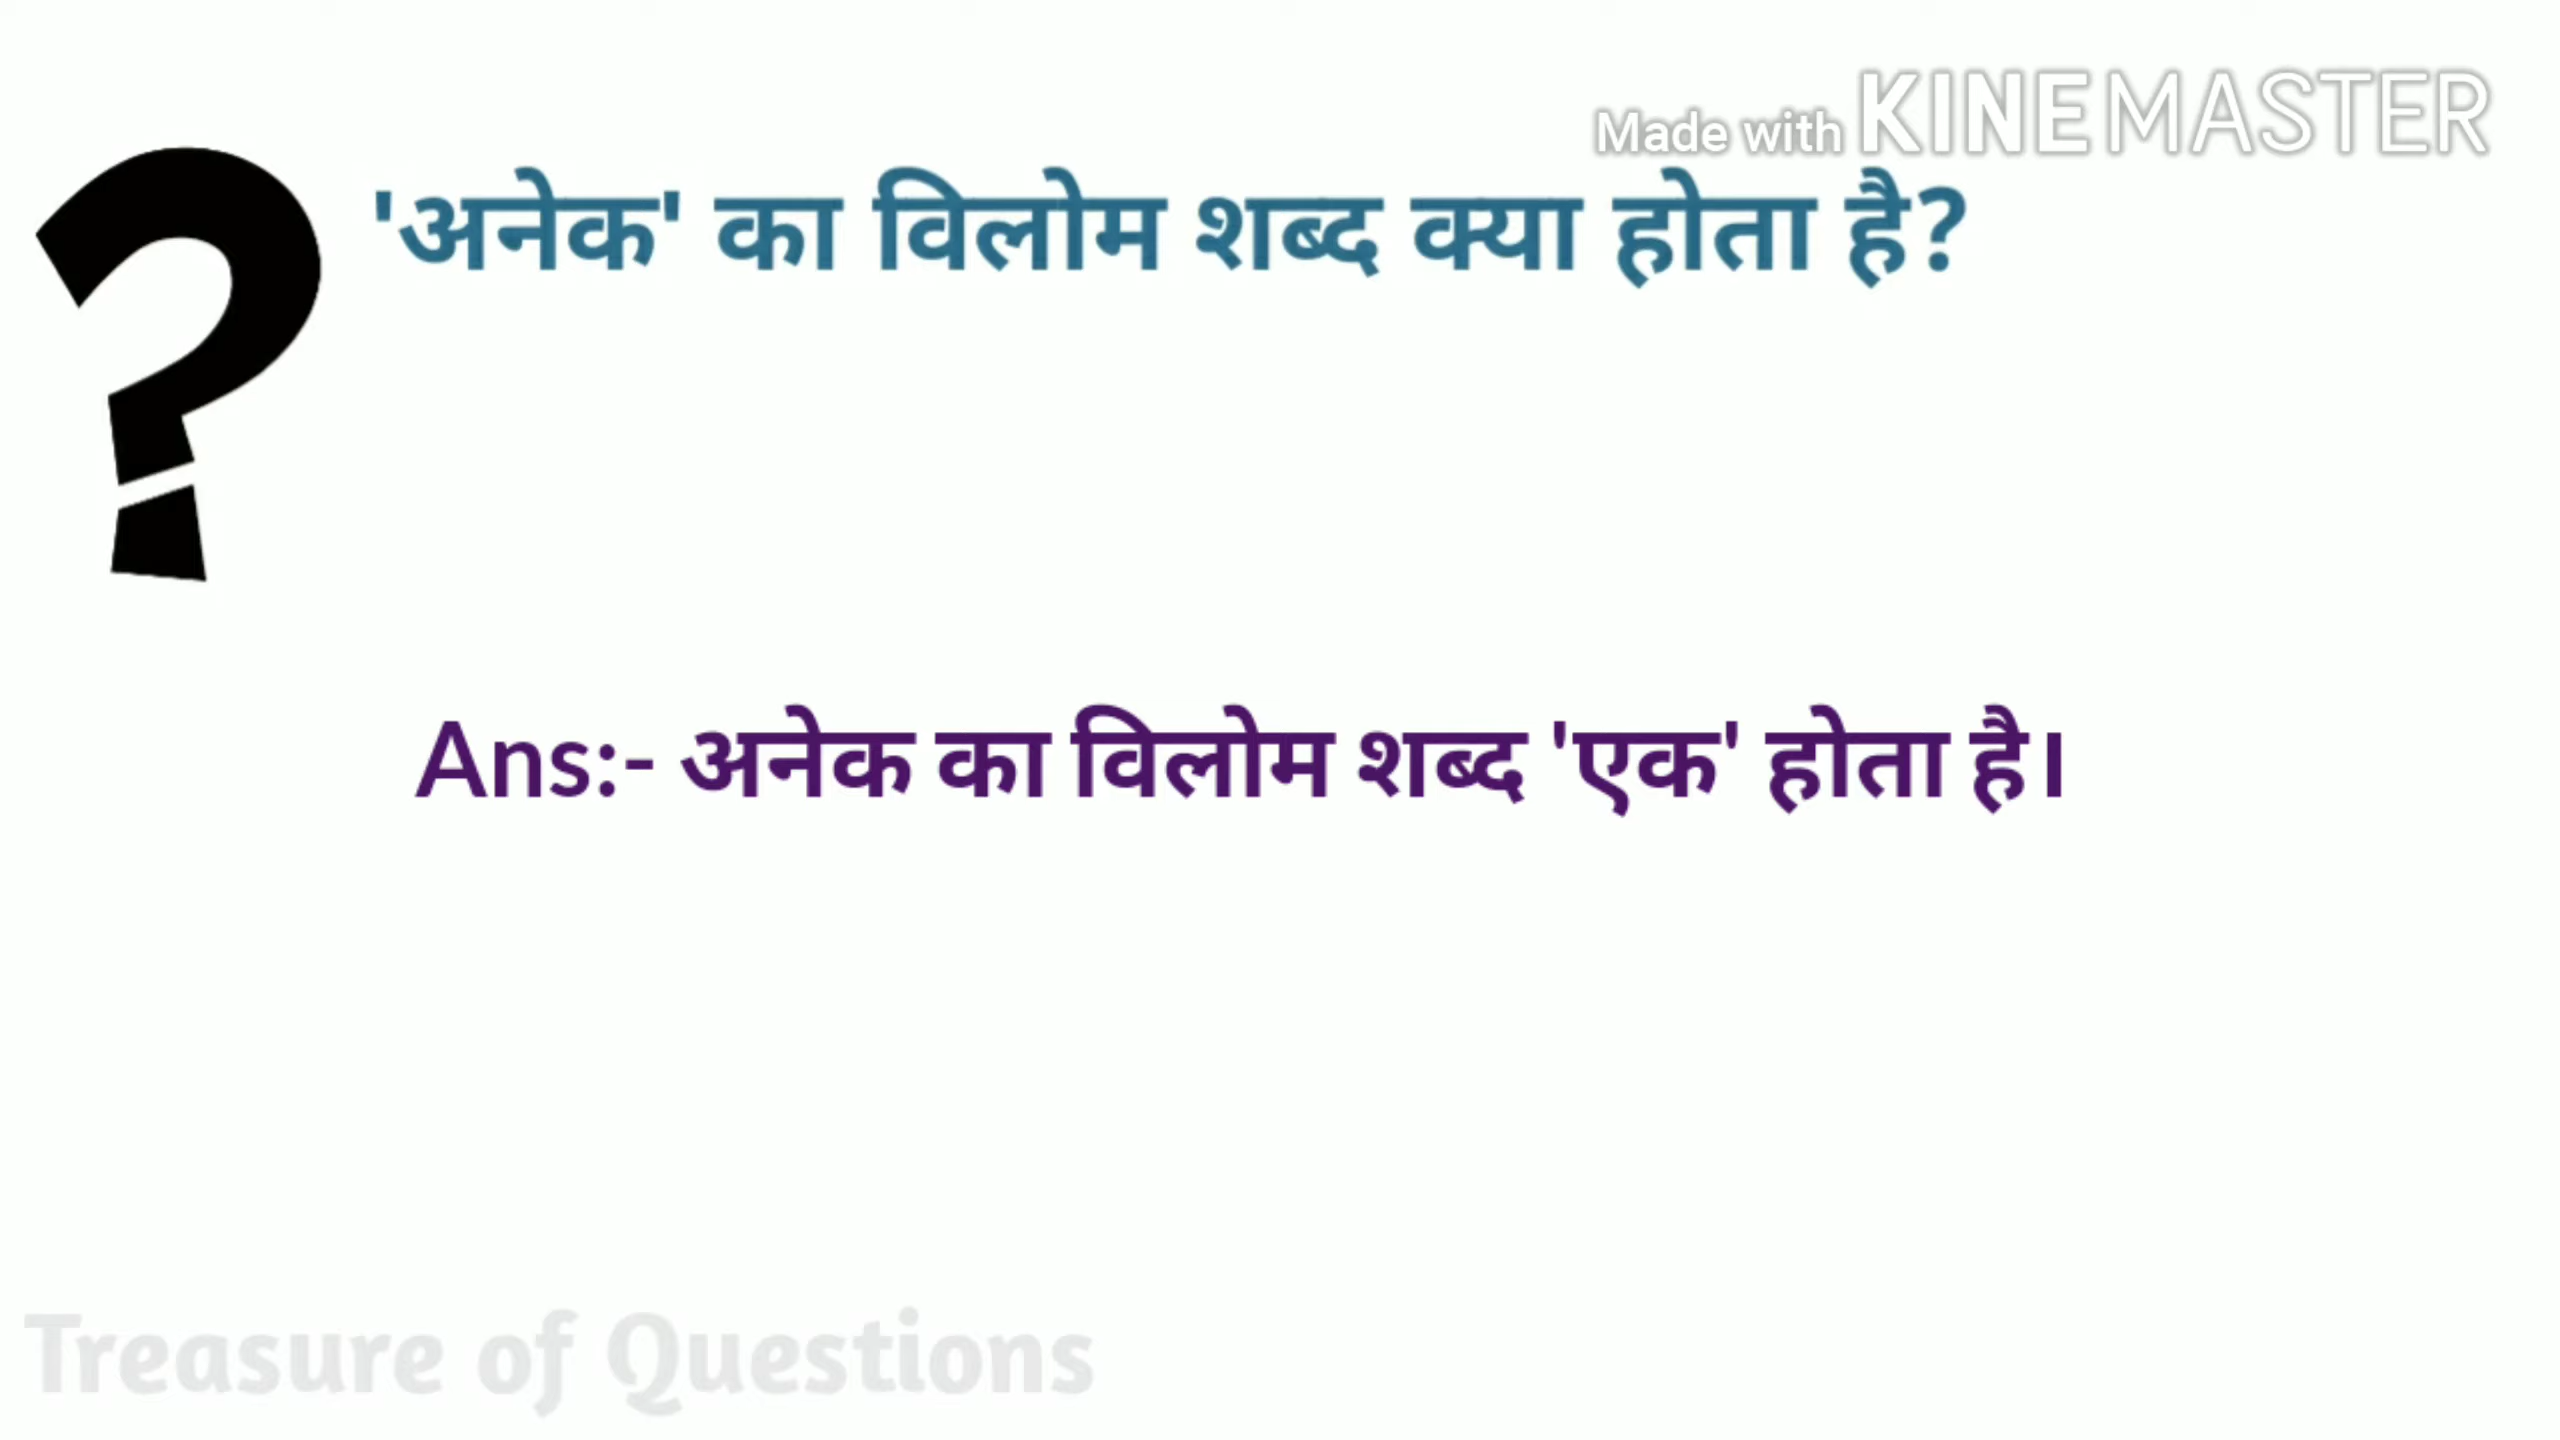 Made with KINEMASTER
'अनेक' का विलोम शब्द क्या होता है?
Ans:- अनेक का विलोम शब्द 'एक' होता है।
Treasure of Questions